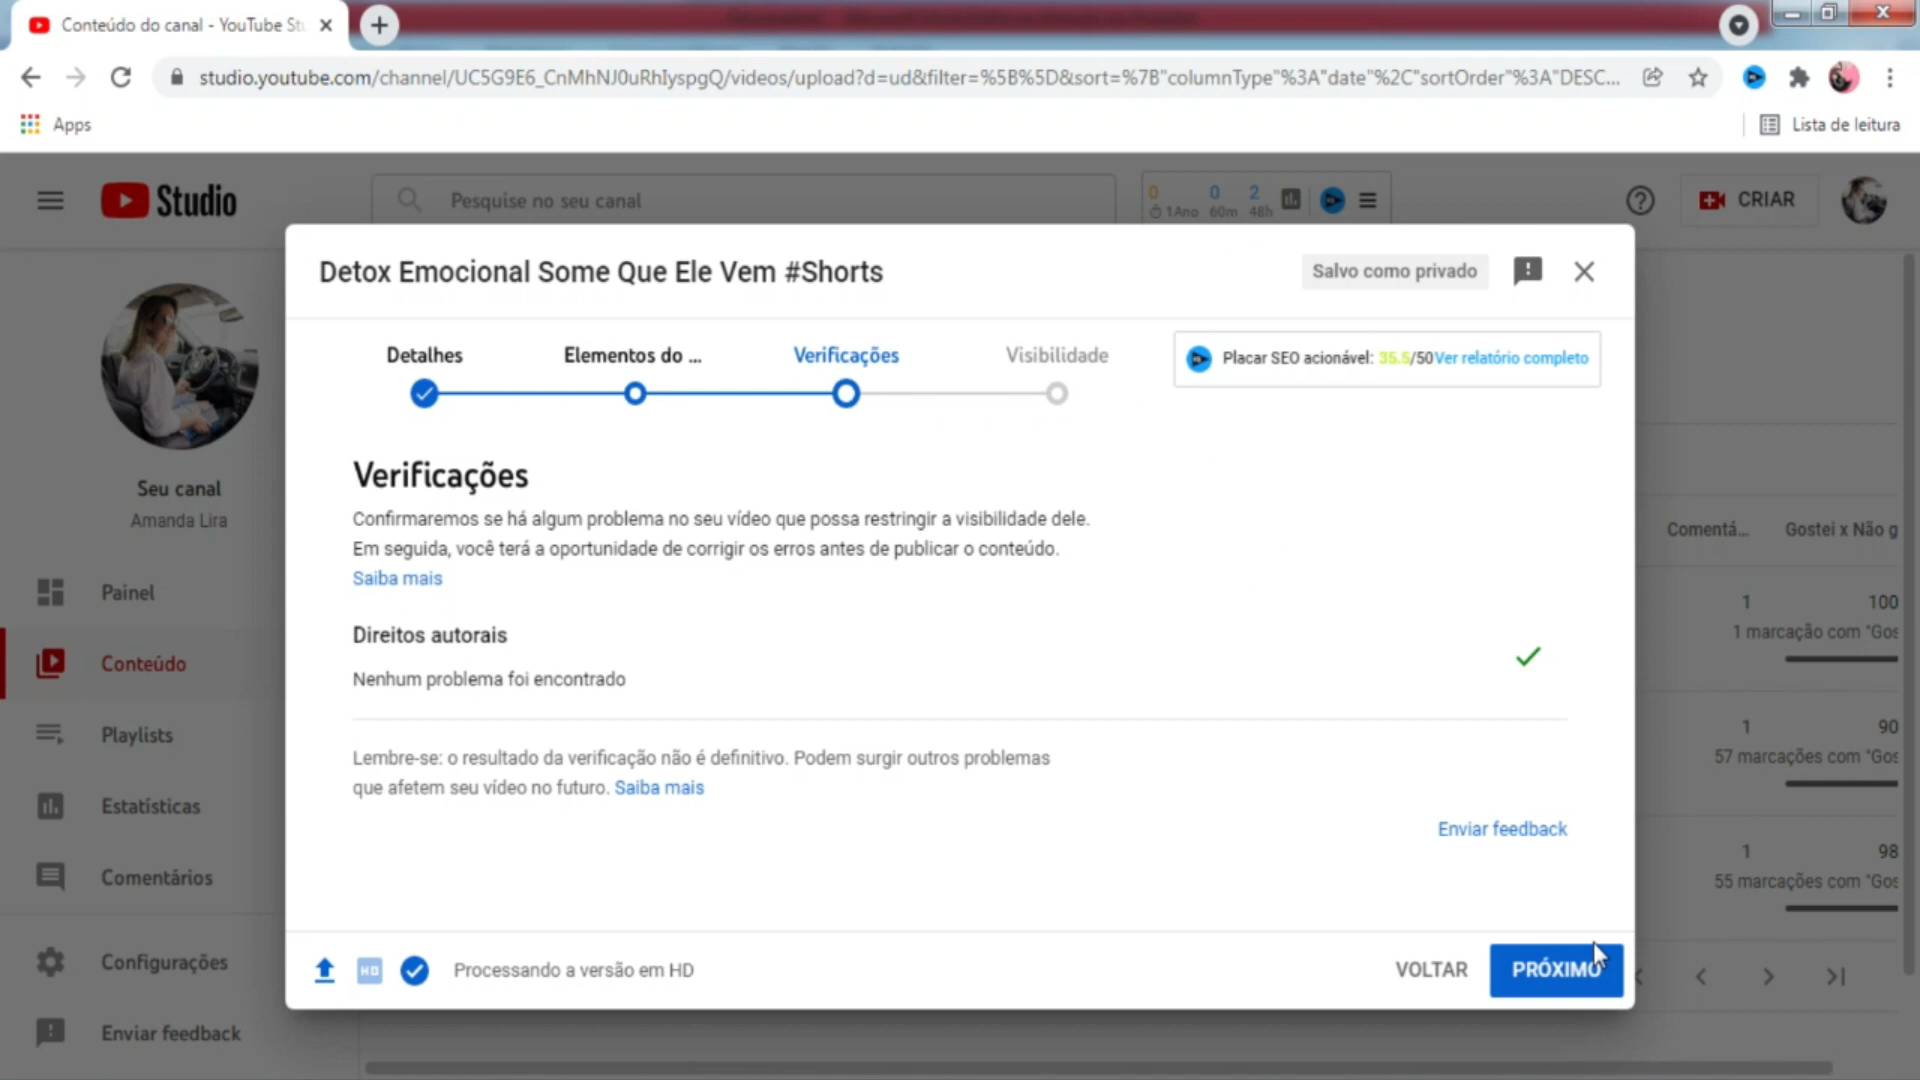 Conteúdo do canal - YouTube Stu
studio.youtube.com/channel/UC5G9E6_CnMhNJ0uRhIyspgQ/videos/upload?d=ud&filter=%5B%5D&sort=%7B"columnType"%3A"date"%2C"sortOrder"%3A"DESC...
Apps
Lista de leitura
Studio
Pesquise no seu canal
0 0 2
1Ano 60m 48h
CRIAR
Detox Emocional Some Que Ele Vem #Shorts
Salvo como privado
Detalhes
Elementos do ...
Verificações
Visibilidade
Placar SEO acionável: 35.5/50Ver relatório completo
Verificações
Confirmaremos se há algum problema no seu vídeo que possa restringir a visibilidade dele.
Em seguida, você terá a oportunidade de corrigir os erros antes de publicar o conteúdo.
Saiba mais
Direitos autorais
Nenhum problema foi encontrado
Lembre-se: o resultado da verificação não é definitivo. Podem surgir outros problemas
que afetem seu vídeo no futuro. Saiba mais
Enviar feedback
HD
Processando a versão em HD
VOLTAR
PRÓXIMO
Seu canal
Amanda Lira
Painel
Conteúdo
Playlists
Estatísticas
Comentários
Configurações
Enviar feedback
Comentá...
Gostei x Não g
1 100
1 marcação com "Gos
1 90
57 marcações com "Gos
1 98
55 marcações com "Gos